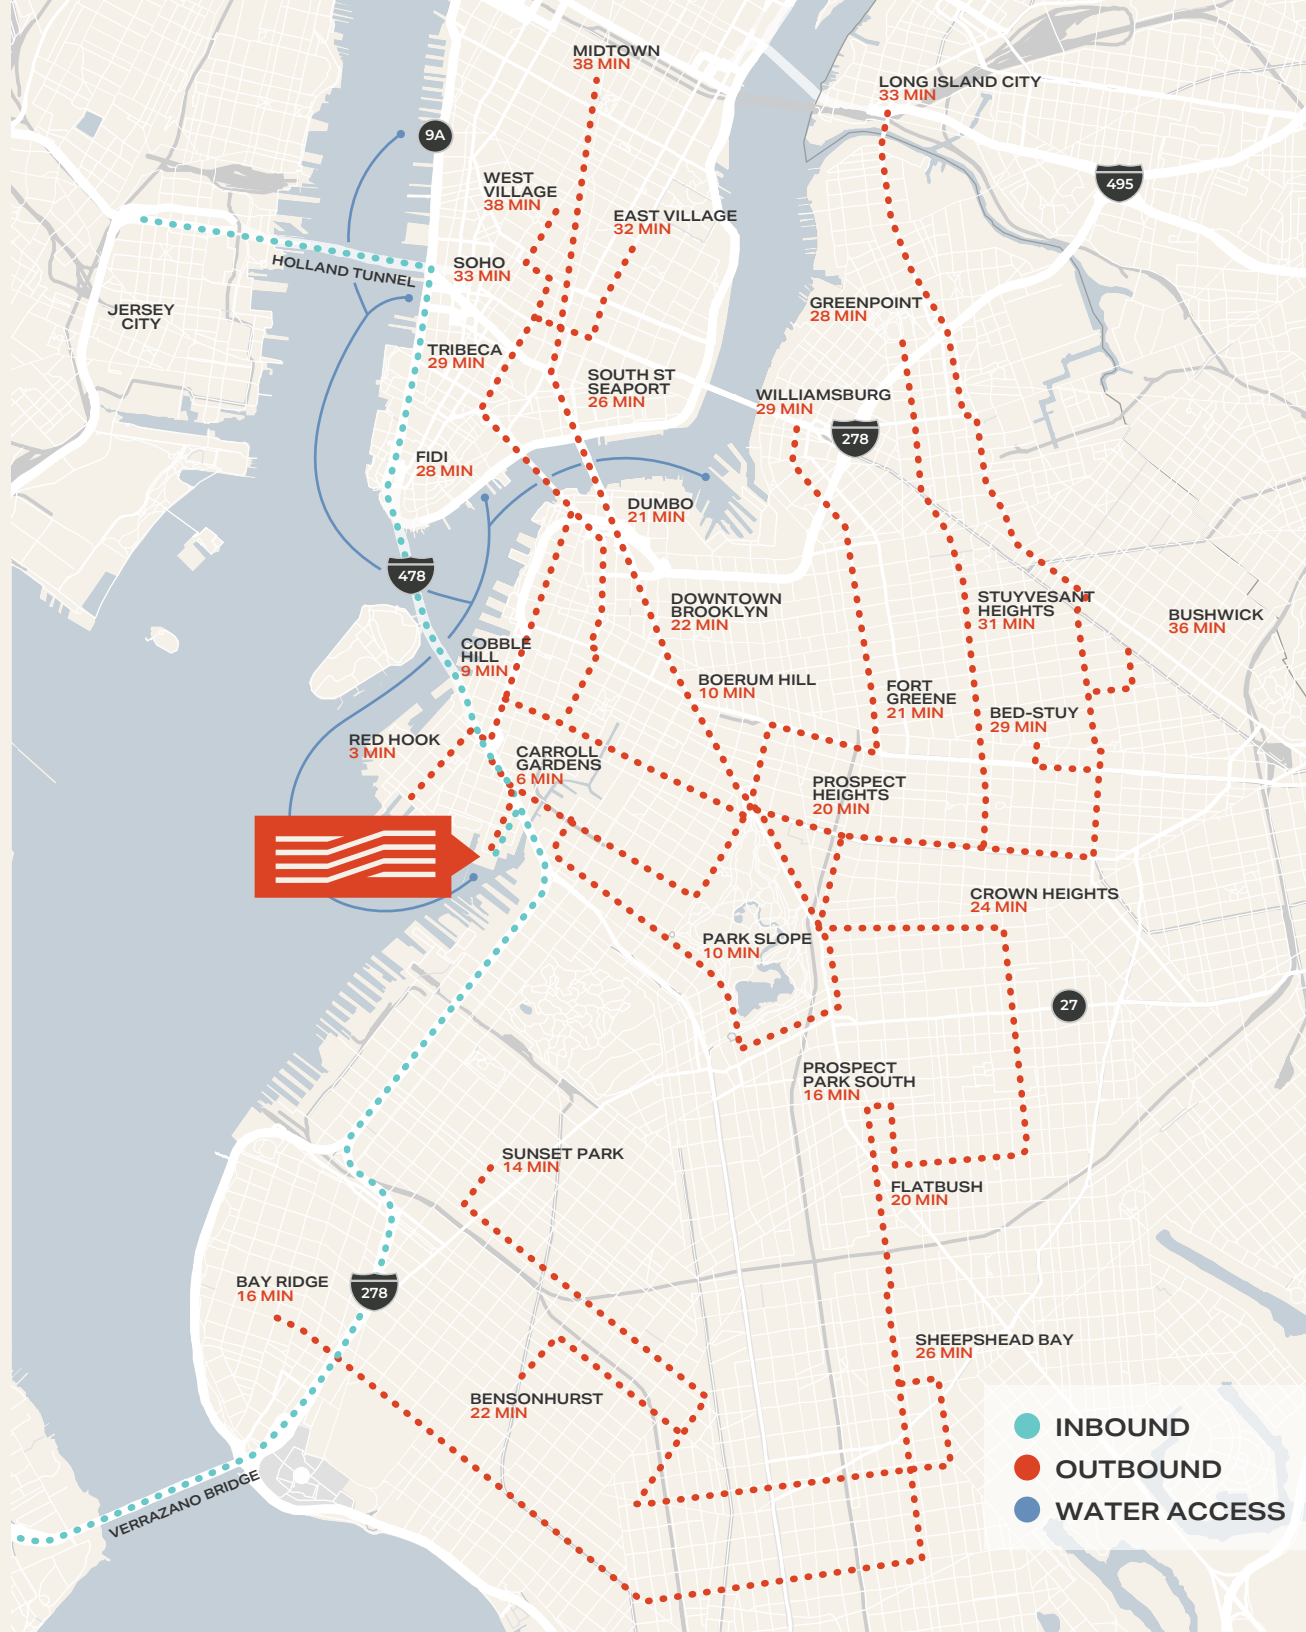 MIDTOWN
38 MIN
LONG ISLAND CITY
33 MIN
9A
495
WEST
VILLAGE
38 MIN
EAST VILLAGE
32 MIN
SOHO
33 MIN
HOLLAND TUNNEL
JERSEY
CITY
GREENPOINT
28 MIN
TRIBECA
29 MIN
SOUTH ST
SEAPORT
26 MIN
WILLIAMSBURG
29 MIN
278
FIDI
28 MIN
DUMBO
21 MIN
478
DOWNTOWN
BROOKLYN
22 MIN
STUYVESANT
HEIGHTS
31 MIN
BUSHWICK
36 MIN
COBBLE
HILL
9 MIN
BOERUM HILL
10 MIN
FORT
GREENE
21 MIN
BED-STUY
29 MIN
RED HOOK
3 MIN
CARROLL
GARDENS
6 MIN
PROSPECT
HEIGHTS
20 MIN
CROWN HEIGHTS
24 MIN
PARK SLOPE
10 MIN
27
PROSPECT
PARK SOUTH
16 MIN
SUNSET PARK
14 MIN
FLATBUSH
20 MIN
BAY RIDGE
16 MIN
278
SHEEPSHEAD BAY
26 MIN
BENSONHURST
22 MIN
VERRAZANO BRIDGE
INBOUND
OUTBOUND
WATER ACCESS